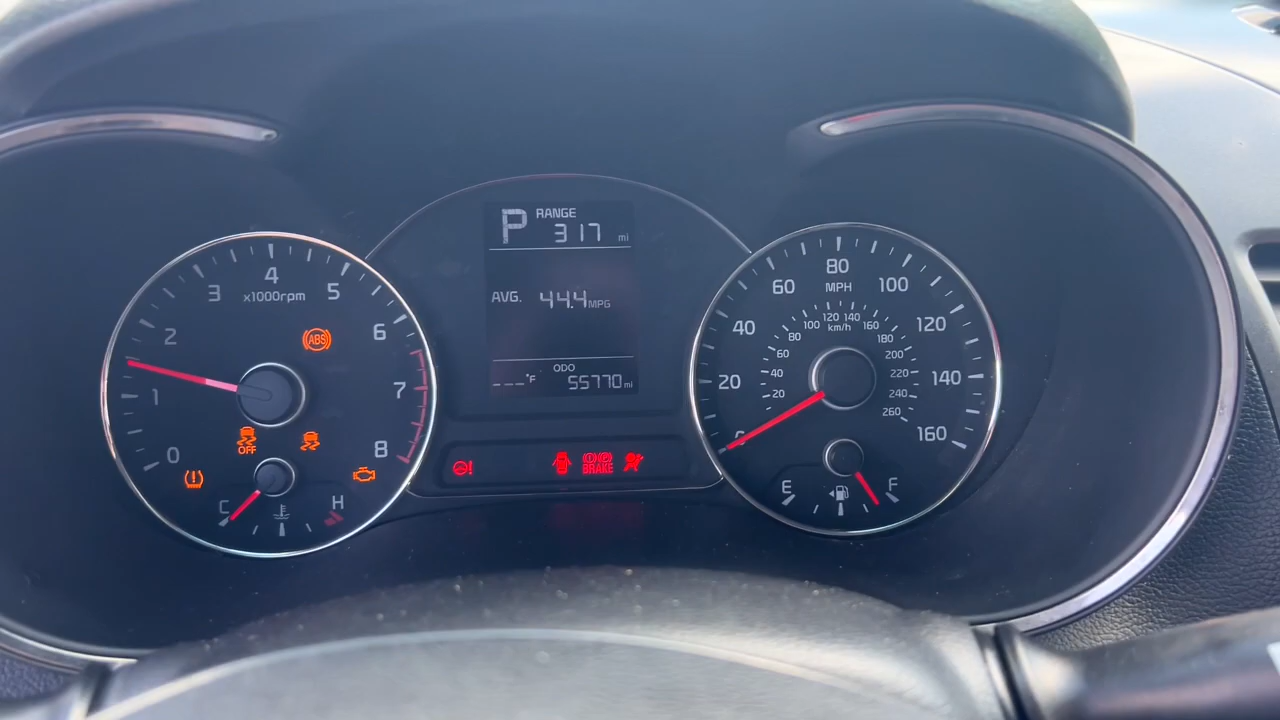 P RANGE
317 mi
AVG. 44.4 MPG
ODO
---°F 55770 mi
0 1 2 3 4 5 6 7 8
x1000rpm
ABS
OFF
C H
BRAKE
0 20 40 60 80 100 120 140 160
MPH
20 40 60 80 100 120 140 160 180 200 220 240 260
km/h
E F